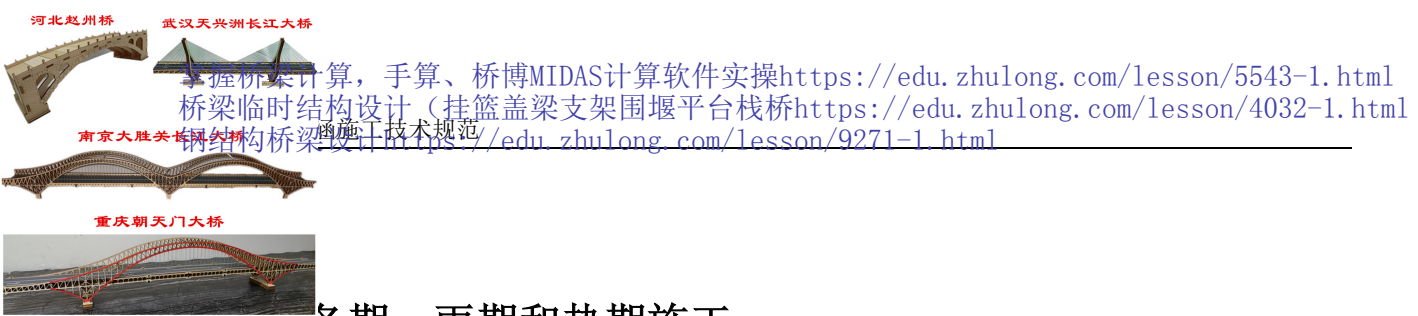 河北赵州桥
武汉天兴洲长江大桥
掌握桥梁计算，手算、桥博MIDAS计算软件实操https://edu.zhulong.com/lesson/5543-1.html
桥梁临时结构设计（挂篮盖梁支架围堰平台栈桥https://edu.zhulong.com/lesson/4032-1.html
南京大胜关长江大桥
涵施工技术规范
钢结构桥梁设计https://edu.zhulong.com/lesson/9271-1.html
重庆朝天门大桥